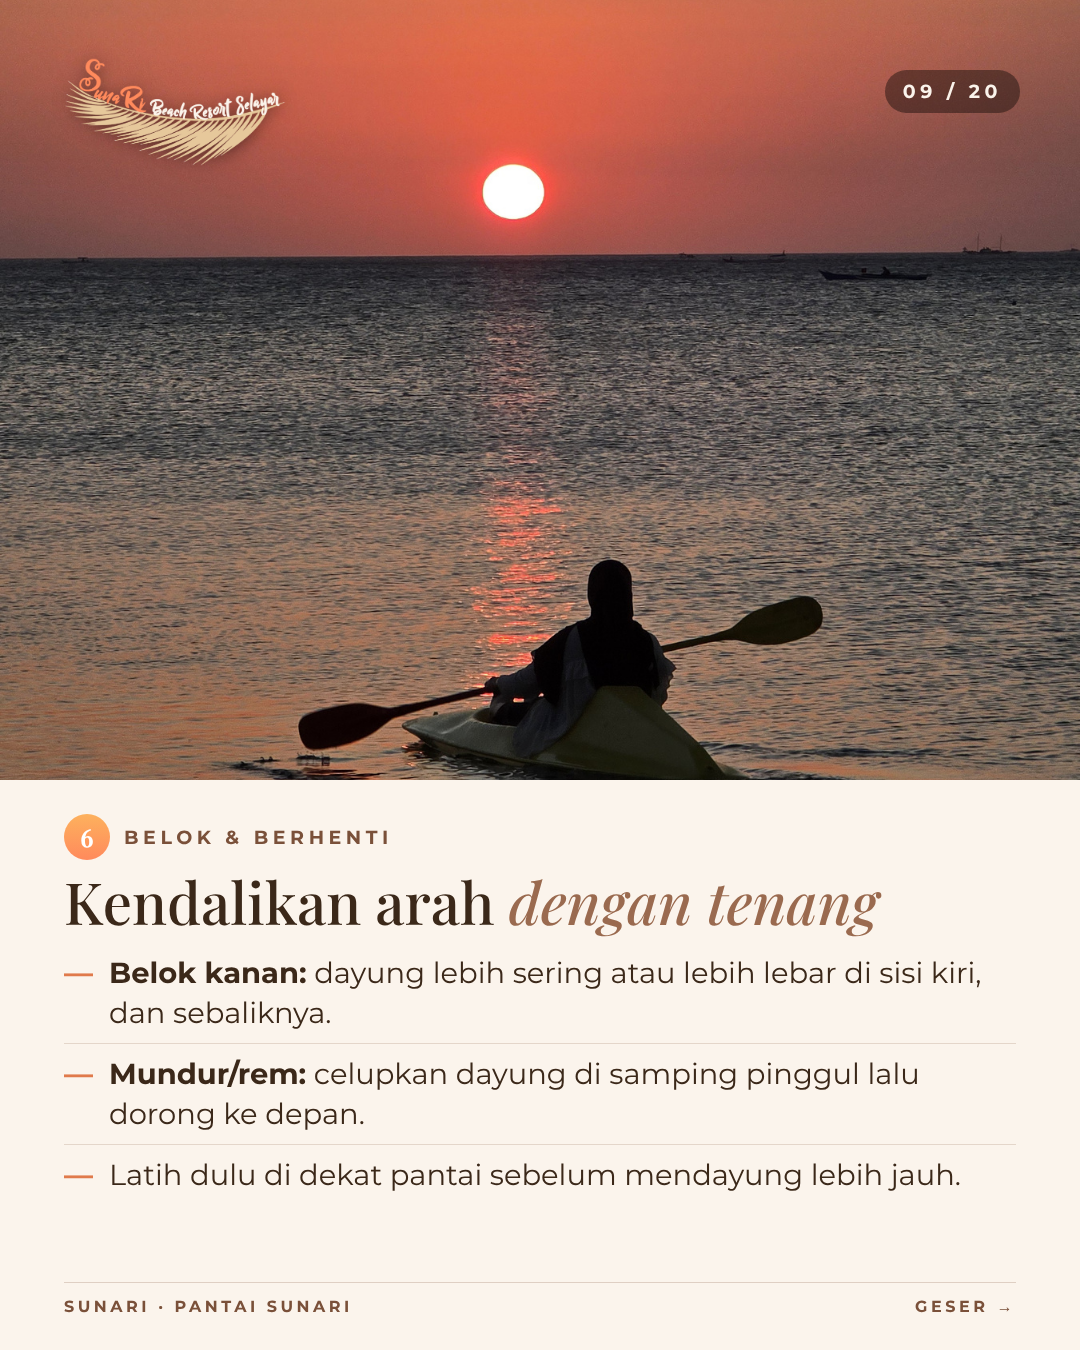 SunaRi Beach Resort Selayar
09 / 20
6 BELOK & BERHENTI
Kendalikan arah dengan tenang
— Belok kanan: dayung lebih sering atau lebih lebar di sisi kiri,
dan sebaliknya.
— Mundur/rem: celupkan dayung di samping pinggul lalu
dorong ke depan.
— Latih dulu di dekat pantai sebelum mendayung lebih jauh.
SUNARI · PANTAI SUNARI
GESER →